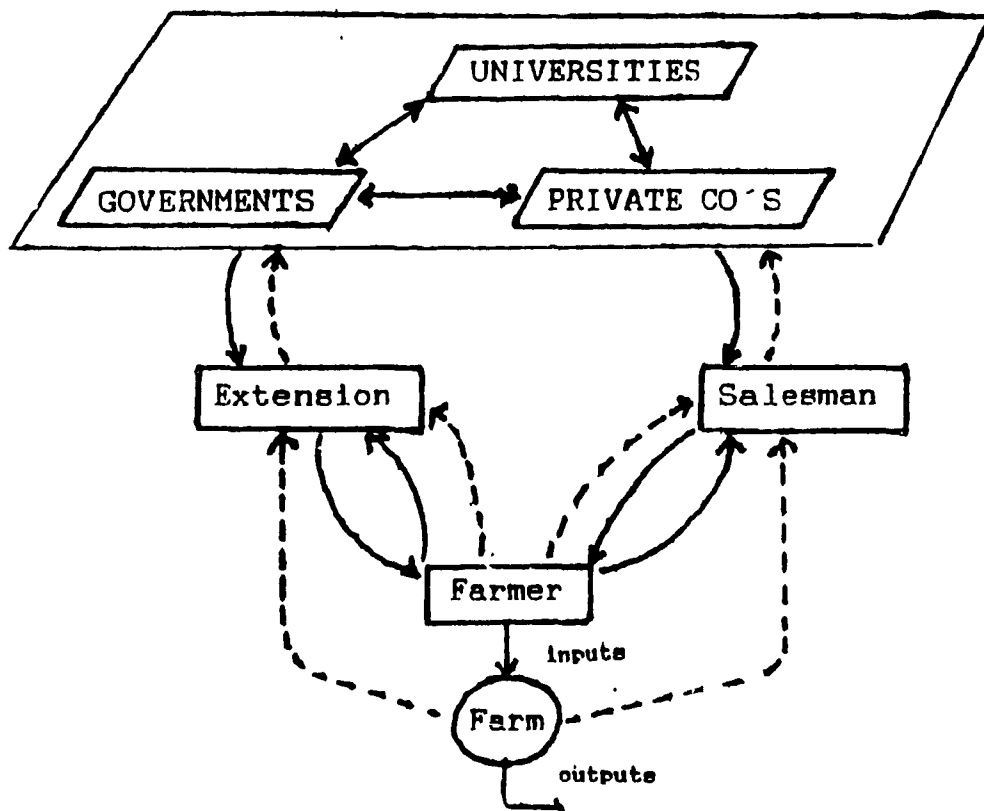 UNIVERSITIES
GOVERNMENTS
PRIVATE CO´S
Extension
Salesman
Farmer
inputs
Farm
outputs